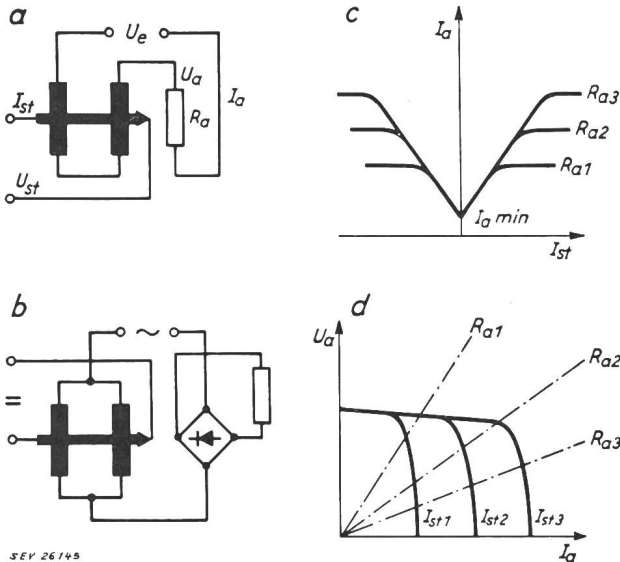 a
U_e
U_a
I_st
R_a
I_a
U_st
b
~
=
SEV 26145
c
I_a
R_a3
R_a2
R_a1
I_a min
I_st
d
U_a
R_a1
R_a2
R_a3
I_st1
I_st2
I_st3
I_a